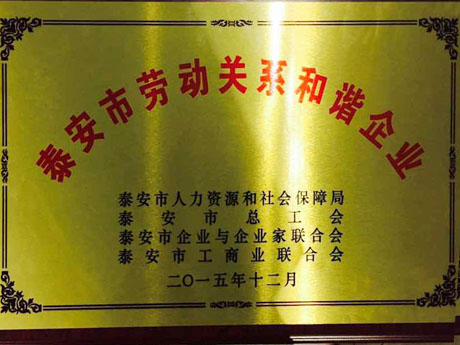 泰安市劳动关系和谐企业
泰安市人力资源和社会保障局
泰安市总工会
泰安市企业与企业家联合会
泰安市工商业联合会
二〇一五年十二月